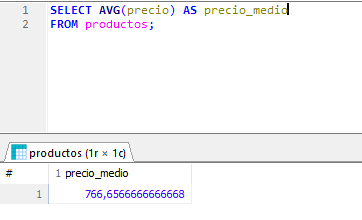 1 SELECT AVG(precio) AS precio_medio
2 FROM productos;
productos (1r × 1c)
# 1 precio_medio
1 766,6566666666668